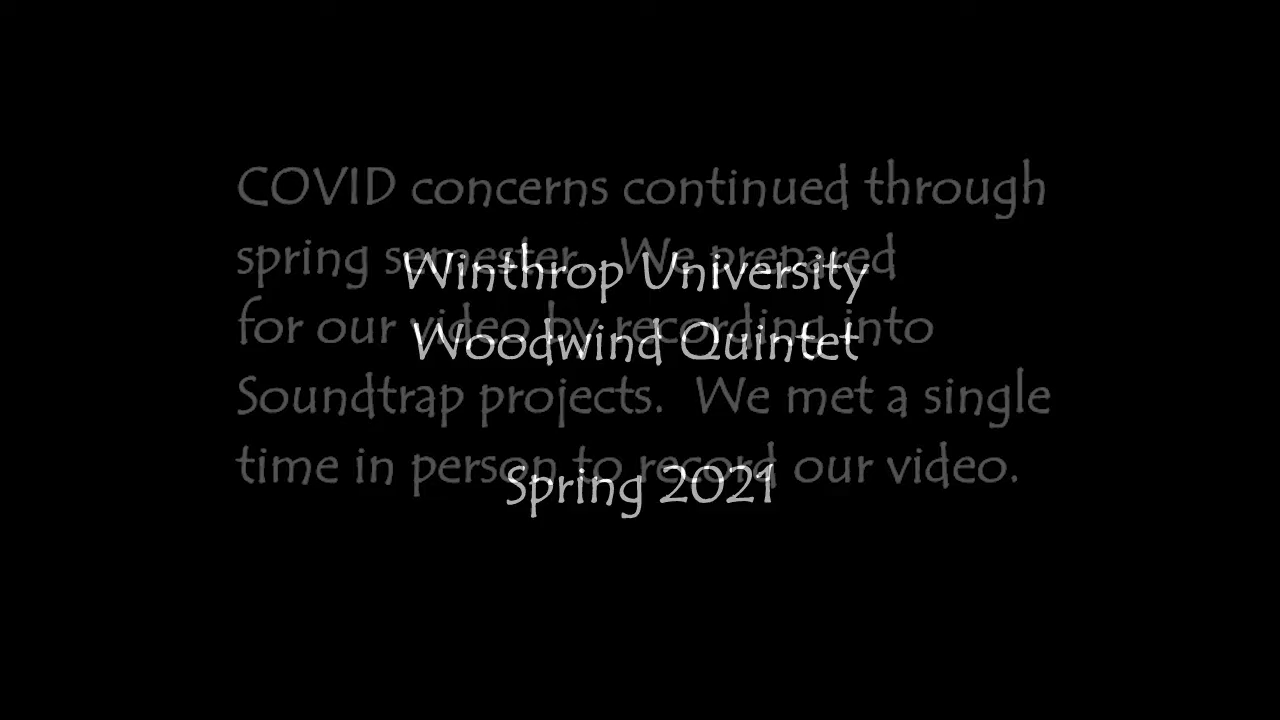 COVID concerns continued through
spring semester.  We prepared
for our video by recording into
Soundtrap projects.  We met a single
time in person to record our video.
Winthrop University
Woodwind Quintet
Spring 2021